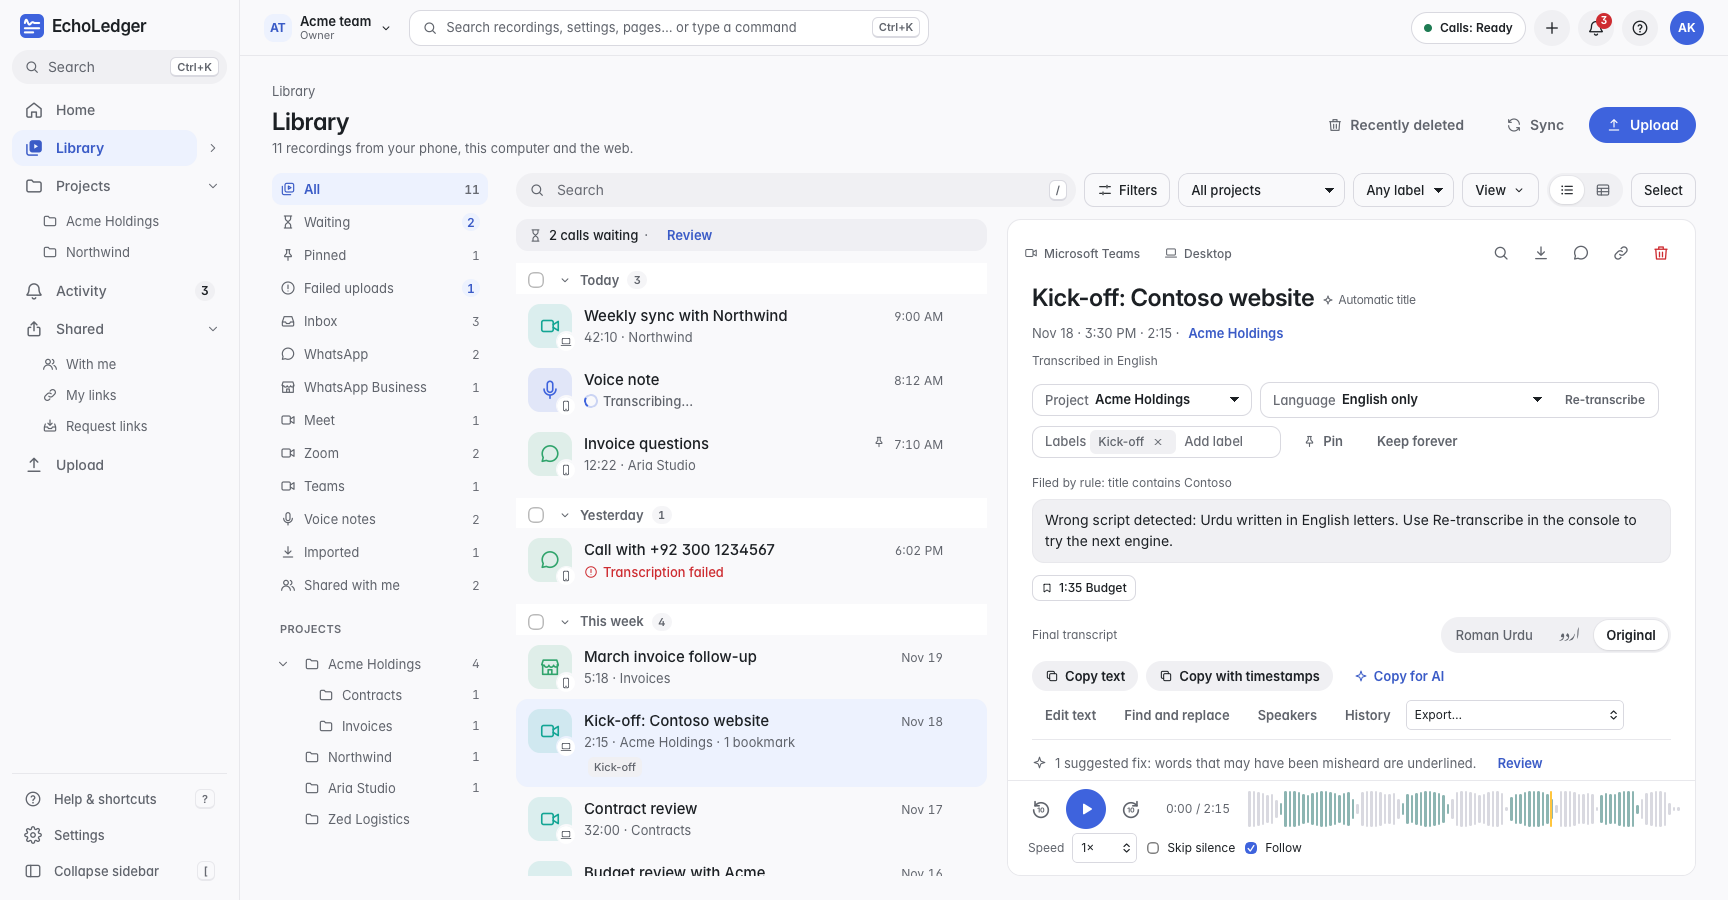 EchoLedger
Search Ctrl+K
Home
Library
Projects
Acme Holdings
Northwind
Activity 3
Shared
With me
My links
Request links
Upload
Help & shortcuts ?
Settings
Collapse sidebar [
AT Acme team
Owner
Search recordings, settings, pages... or type a command Ctrl+K
Calls: Ready
3
AK
Library
Library
11 recordings from your phone, this computer and the web.
Recently deleted Sync Upload
All 11
Waiting 2
Pinned 1
Failed uploads 1
Inbox 3
WhatsApp 2
WhatsApp Business 1
Meet 1
Zoom 2
Teams 1
Voice notes 2
Imported 1
Shared with me 2
PROJECTS
Acme Holdings 4
Contracts 1
Invoices 1
Northwind 1
Aria Studio 1
Zed Logistics
Search /
Filters All projects Any label View Select
2 calls waiting · Review
Today 3
Weekly sync with Northwind 9:00 AM
42:10 · Northwind
Voice note 8:12 AM
Transcribing...
Invoice questions 7:10 AM
12:22 · Aria Studio
Yesterday 1
Call with +92 300 1234567 6:02 PM
Transcription failed
This week 4
March invoice follow-up Nov 19
5:18 · Invoices
Kick-off: Contoso website Nov 18
2:15 · Acme Holdings · 1 bookmark
Kick-off
Contract review Nov 17
32:00 · Contracts
Budget review with Acme Nov 16
Microsoft Teams Desktop
Kick-off: Contoso website Automatic title
Nov 18 · 3:30 PM · 2:15 · Acme Holdings
Transcribed in English
Project Acme Holdings Language English only Re-transcribe
Labels Kick-off × Add label Pin Keep forever
Filed by rule: title contains Contoso
Wrong script detected: Urdu written in English letters. Use Re-transcribe in the console to
try the next engine.
1:35 Budget
Final transcript Roman Urdu اردو Original
Copy text Copy with timestamps Copy for AI
Edit text Find and replace Speakers History Export...
1 suggested fix: words that may have been misheard are underlined. Review
10 10 0:00 / 2:15
Speed 1× Skip silence Follow